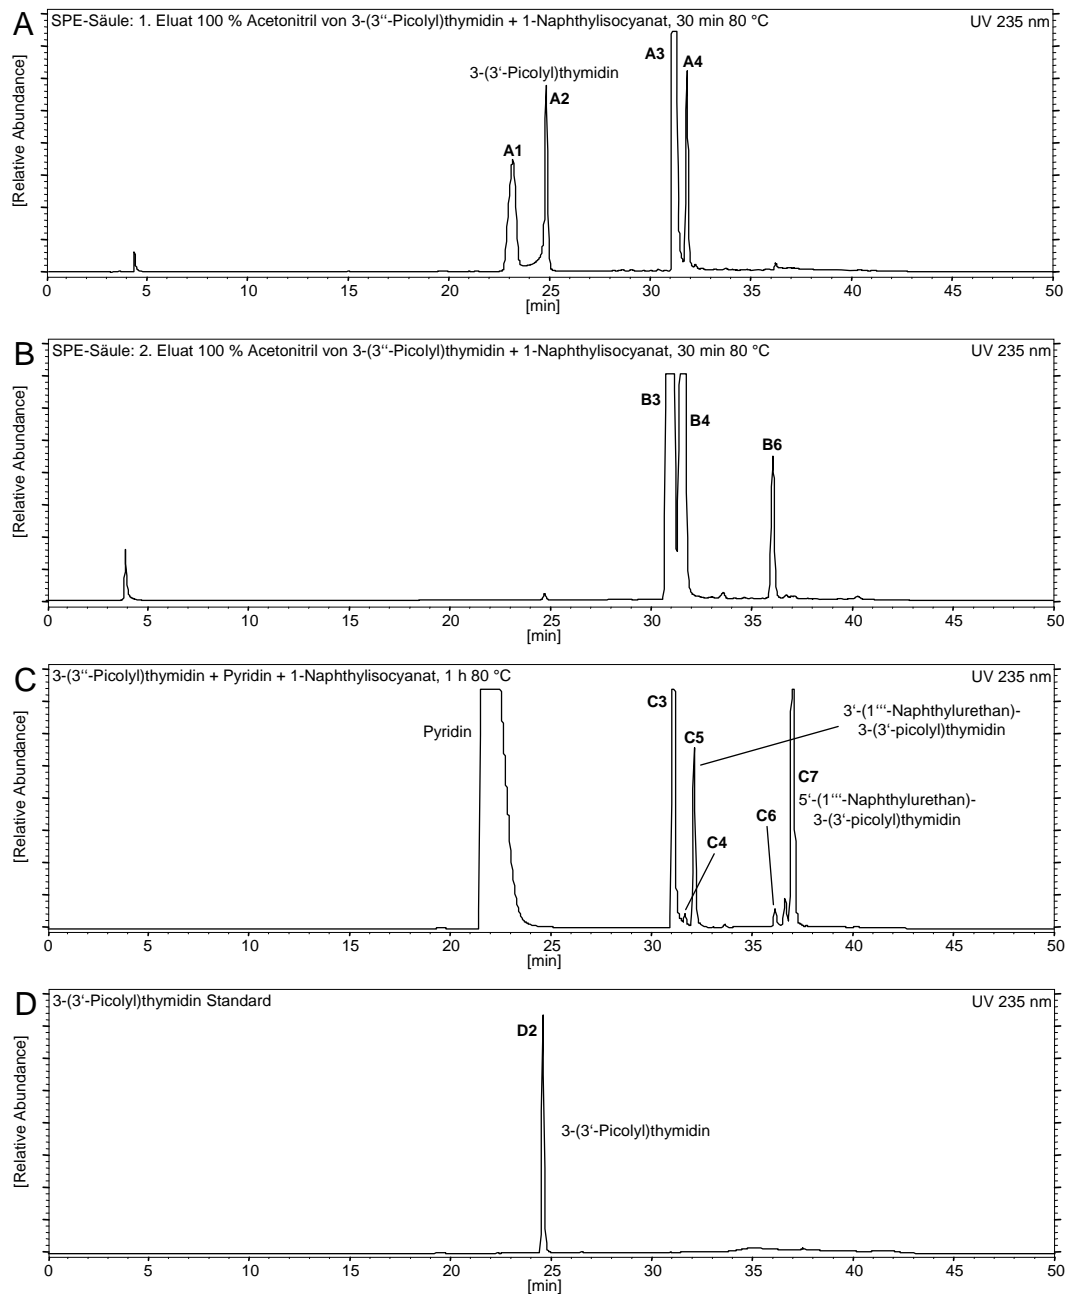 A
SPE-Säule: 1. Eluat 100 % Acetonitril von 3-(3‘‘-Picolyl)thymidin + 1-Naphthylisocyanat, 30 min 80 °C
UV 235 nm
[Relative Abundance]
3-(3‘-Picolyl)thymidin
A1
A2
A3
A4
0 5 10 15 20 25 30 35 40 45 50
[min]
B
SPE-Säule: 2. Eluat 100 % Acetonitril von 3-(3‘‘-Picolyl)thymidin + 1-Naphthylisocyanat, 30 min 80 °C
UV 235 nm
[Relative Abundance]
B3
B4
B6
0 5 10 15 20 25 30 35 40 45 50
[min]
C
3-(3‘‘-Picolyl)thymidin + Pyridin + 1-Naphthylisocyanat, 1 h 80 °C
UV 235 nm
[Relative Abundance]
Pyridin
C3
C5
3‘-(1‘‘‘-Naphthylurethan)-
3-(3‘-picolyl)thymidin
C7
5‘-(1‘‘‘-Naphthylurethan)-
3-(3‘-picolyl)thymidin
C6
C4
0 5 10 15 20 25 30 35 40 45 50
[min]
D
3-(3‘-Picolyl)thymidin Standard
UV 235 nm
[Relative Abundance]
D2
3-(3‘-Picolyl)thymidin
0 5 10 15 20 25 30 35 40 45 50
[min]